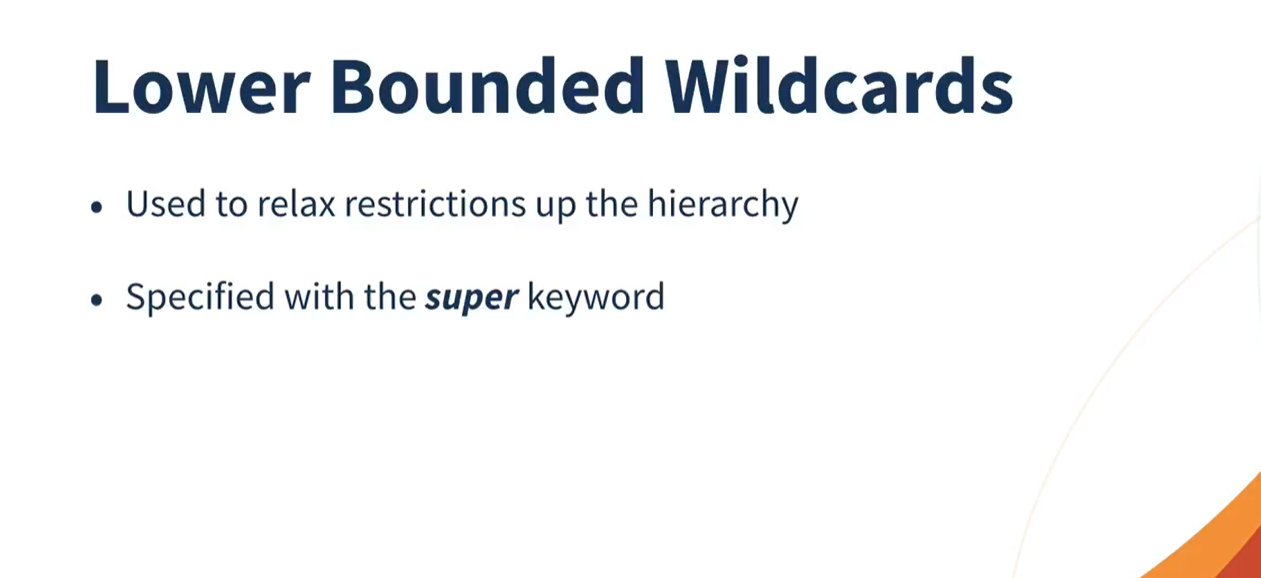 Lower Bounded Wildcards
• Used to relax restrictions up the hierarchy
• Specified with the super keyword